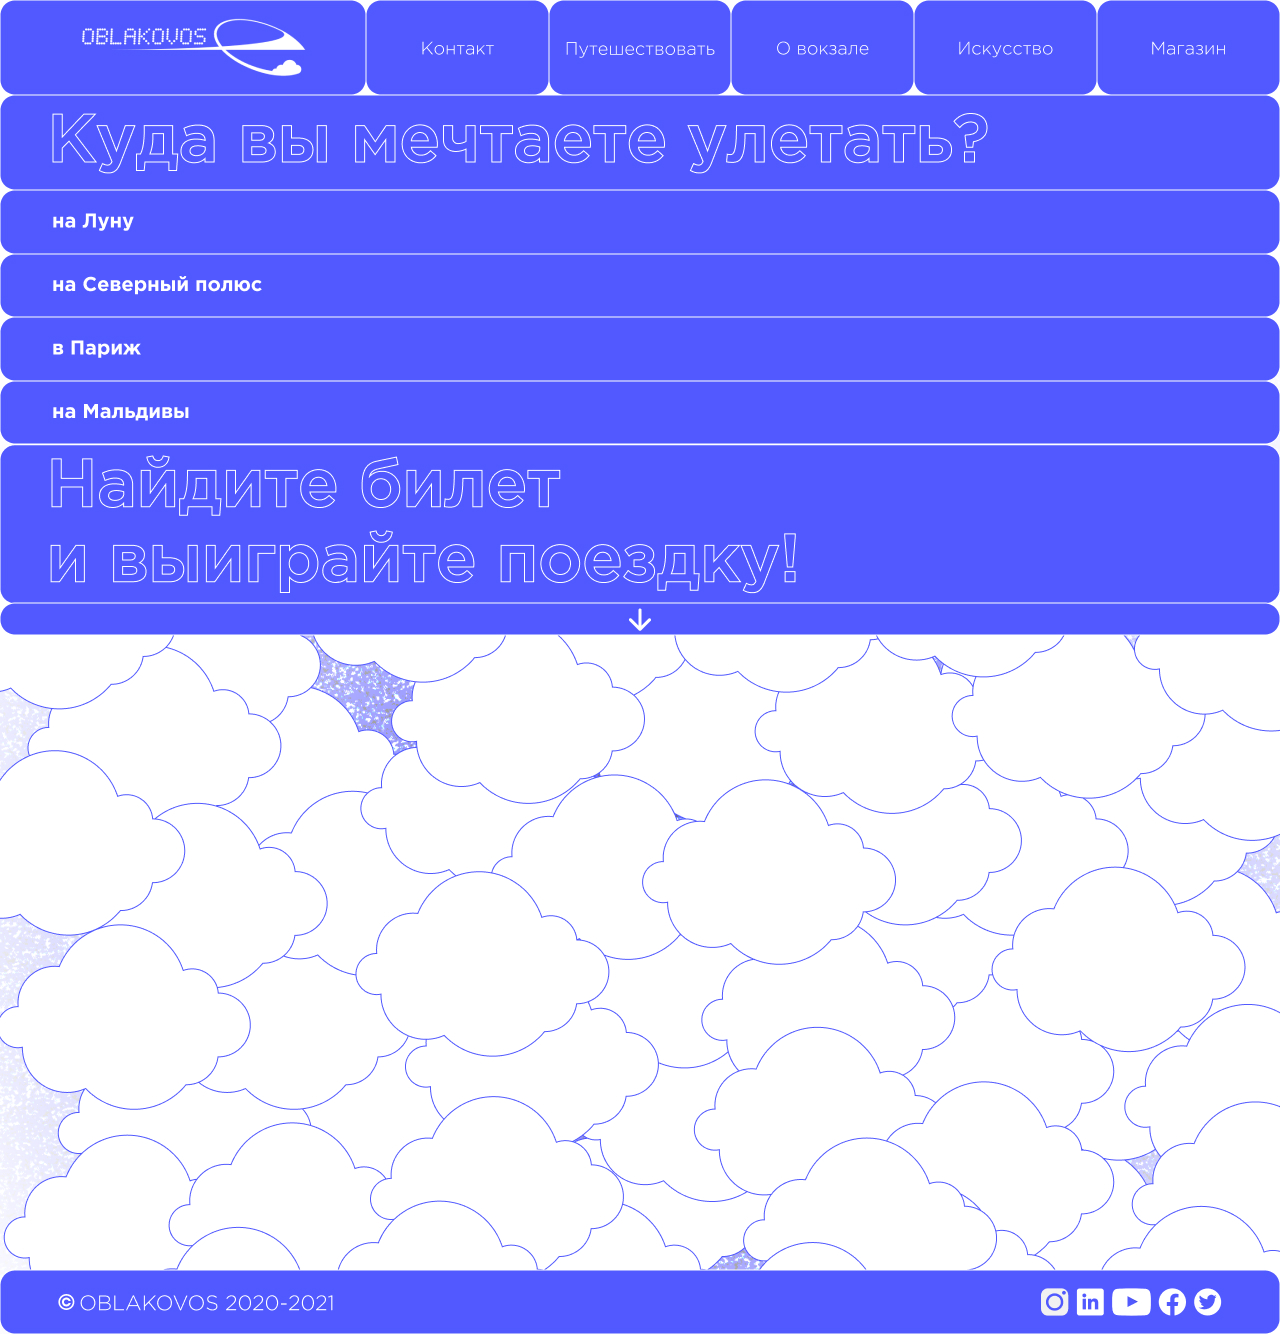 OBLAKOVOS
Контакт
Путешествовать
О вокзале
Искусство
Магазин
Куда вы мечтаете улетать?
на Луну
на Северный полюс
в Париж
на Мальдивы
Найдите билет
и выиграйте поездку!
© OBLAKOVOS 2020-2021
in